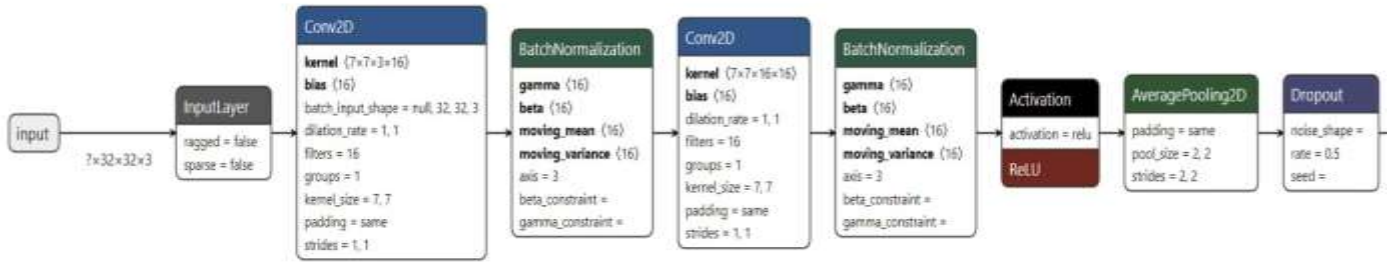 input
?×32×32×3
InputLayer
ragged = false
sparse = false
Conv2D
kernel ⟨7×7×3×16⟩
bias ⟨16⟩
batch_input_shape = null, 32, 32, 3
dilation_rate = 1, 1
filters = 16
groups = 1
kernel_size = 7, 7
padding = same
strides = 1, 1
BatchNormalization
gamma ⟨16⟩
beta ⟨16⟩
moving_mean ⟨16⟩
moving_variance ⟨16⟩
axis = 3
beta_constraint =
gamma_constraint =
Conv2D
kernel ⟨7×7×16×16⟩
bias ⟨16⟩
dilation_rate = 1, 1
filters = 16
groups = 1
kernel_size = 7, 7
padding = same
strides = 1, 1
BatchNormalization
gamma ⟨16⟩
beta ⟨16⟩
moving_mean ⟨16⟩
moving_variance ⟨16⟩
axis = 3
beta_constraint =
gamma_constraint =
Activation
activation = relu
ReLU
AveragePooling2D
padding = same
pool_size = 2, 2
strides = 2, 2
Dropout
noise_shape =
rate = 0.5
seed =